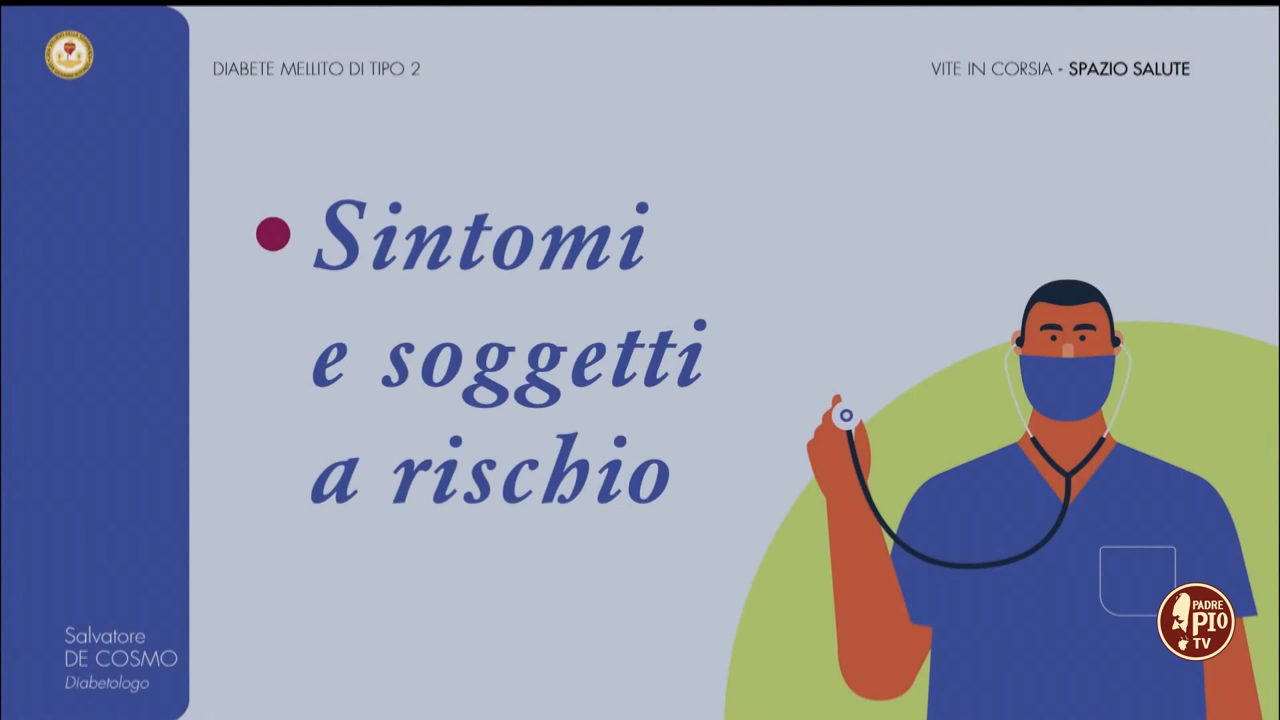 DIABETE MELLITO DI TIPO 2
VITE IN CORSIA - SPAZIO SALUTE
Sintomi
e soggetti
a rischio
Salvatore
DE COSMO
Diabetologo
PADRE
PIO
TV